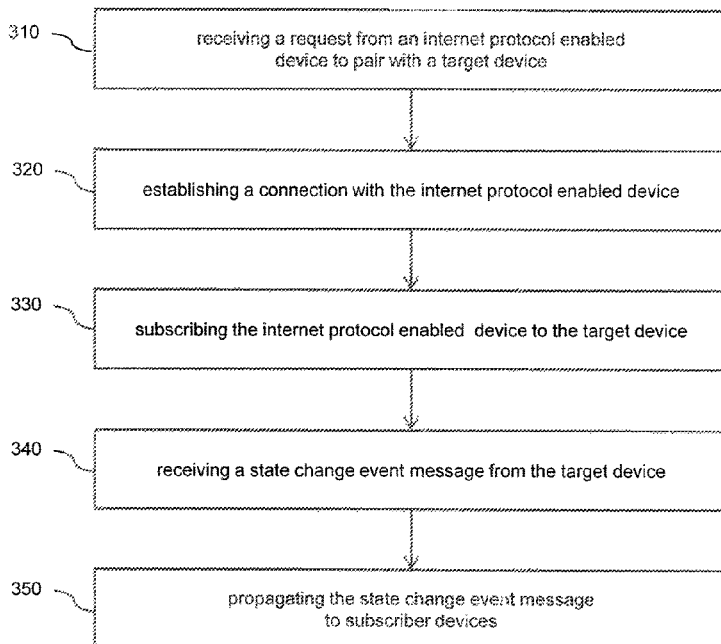 310
receiving a request from an internet protocol enabled
device to pair with a target device
320
establishing a connection with the internet protocol enabled device
330
subscribing the internet protocol enabled device to the target device
340
receiving a state change event message from the target device
350
propagating the state change event message
to subscriber devices